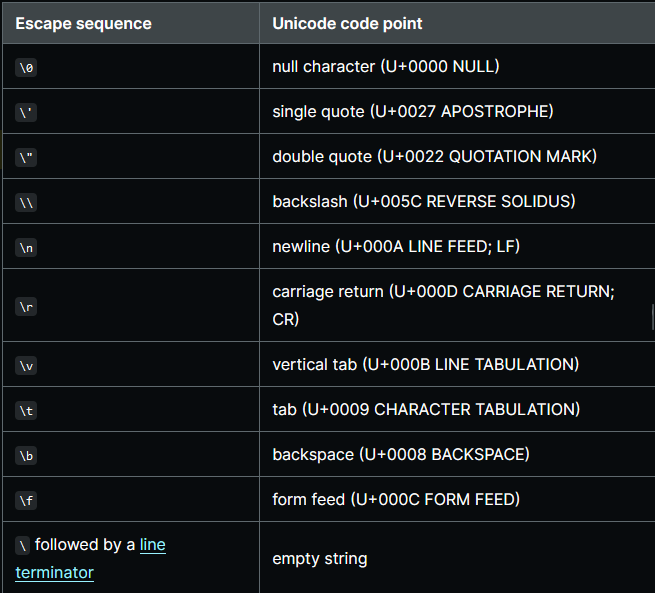 Escape sequence Unicode code point
\0 null character (U+0000 NULL)
\' single quote (U+0027 APOSTROPHE)
\" double quote (U+0022 QUOTATION MARK)
\\ backslash (U+005C REVERSE SOLIDUS)
\n newline (U+000A LINE FEED; LF)
\r carriage return (U+000D CARRIAGE RETURN;
CR)
\v vertical tab (U+000B LINE TABULATION)
\t tab (U+0009 CHARACTER TABULATION)
\b backspace (U+0008 BACKSPACE)
\f form feed (U+000C FORM FEED)
\ followed by a line
terminator
empty string